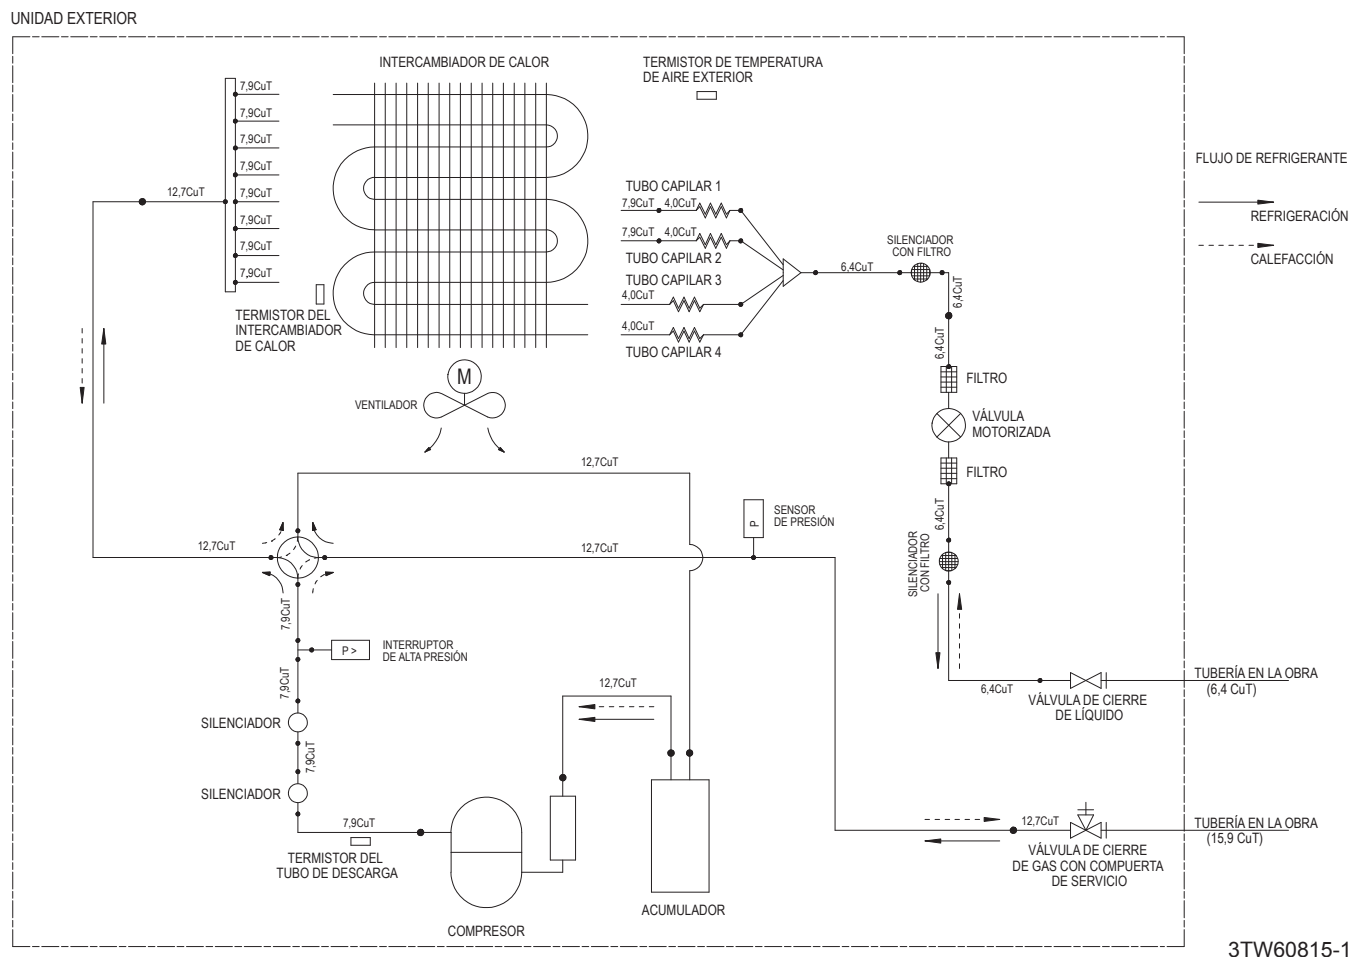 UNIDAD EXTERIOR
INTERCAMBIADOR DE CALOR
TERMISTOR DE TEMPERATURA
DE AIRE EXTERIOR
7,9CuT
7,9CuT
7,9CuT
7,9CuT
7,9CuT
7,9CuT
7,9CuT
7,9CuT
12,7CuT
TERMISTOR DEL
INTERCAMBIADOR
DE CALOR
TUBO CAPILAR 1
7,9CuT 4,0CuT
7,9CuT 4,0CuT
TUBO CAPILAR 2
TUBO CAPILAR 3
4,0CuT
4,0CuT
TUBO CAPILAR 4
6,4CuT
SILENCIADOR
CON FILTRO
6,4CuT
6,4CuT
FILTRO
VÁLVULA
MOTORIZADA
FILTRO
6,4CuT
SILENCIADOR
CON FILTRO
FLUJO DE REFRIGERANTE
REFRIGERACIÓN
CALEFACCIÓN
M
VENTILADOR
12,7CuT
P
SENSOR
DE PRESIÓN
12,7CuT
12,7CuT
7,9CuT
P >
INTERRUPTOR
DE ALTA PRESIÓN
7,9CuT
SILENCIADOR
7,9CuT
SILENCIADOR
7,9CuT
TERMISTOR DEL
TUBO DE DESCARGA
COMPRESOR
12,7CuT
ACUMULADOR
6,4CuT
VÁLVULA DE CIERRE
DE LÍQUIDO
TUBERÍA EN LA OBRA
(6,4 CuT)
12,7CuT
VÁLVULA DE CIERRE
DE GAS CON COMPUERTA
DE SERVICIO
TUBERÍA EN LA OBRA
(15,9 CuT)
3TW60815-1